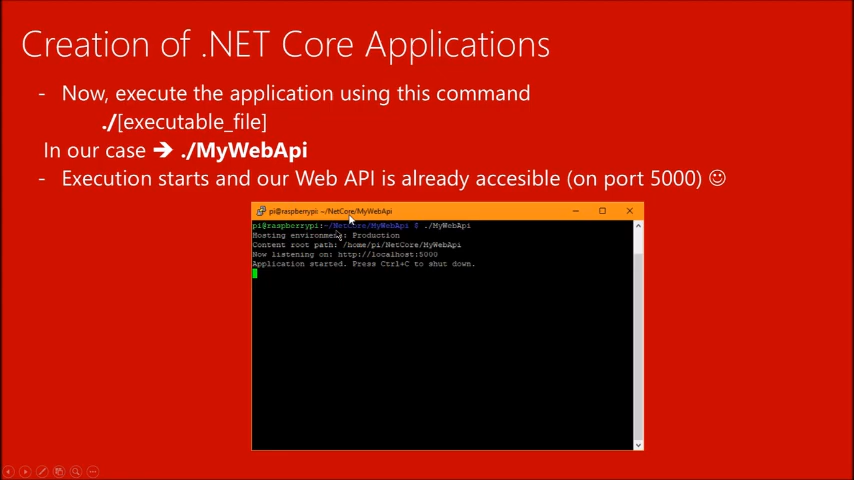 Creation of .NET Core Applications
- Now, execute the application using this command
./[executable_file]
In our case ➔ ./MyWebApi
- Execution starts and our Web API is already accesible (on port 5000) ☺
pi@raspberrypi: ~/NetCore/MyWebApi
pi@raspberrypi:~/NetCore/MyWebApi $ ./MyWebApi
Hosting environment: Production
Content root path: /home/pi/NetCore/MyWebApi
Now listening on: http://localhost:5000
Application started. Press Ctrl+C to shut down.